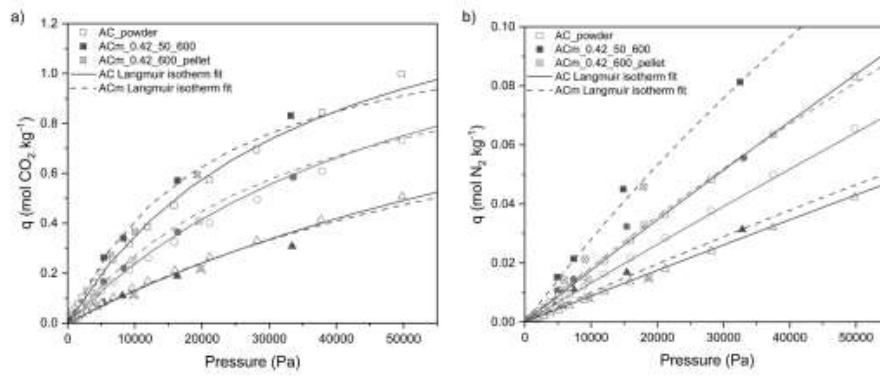 a)
1.2
1.0
0.8
0.6
0.4
0.2
0.0
q (mol CO₂ kg⁻¹)
AC_powder
ACm_0.42_50_600
ACm_0.42_600_pellet
AC Langmuir isotherm fit
ACm Langmuir isotherm fit
0 10000 20000 30000 40000 50000
Pressure (Pa)
b)
0.10
0.08
0.06
0.04
0.02
0.00
q (mol N₂ kg⁻¹)
AC_powder
ACm_0.42_50_600
ACm_0.42_600_pellet
AC Langmuir isotherm fit
ACm Langmuir isotherm fit
0 10000 20000 30000 40000 50000
Pressure (Pa)